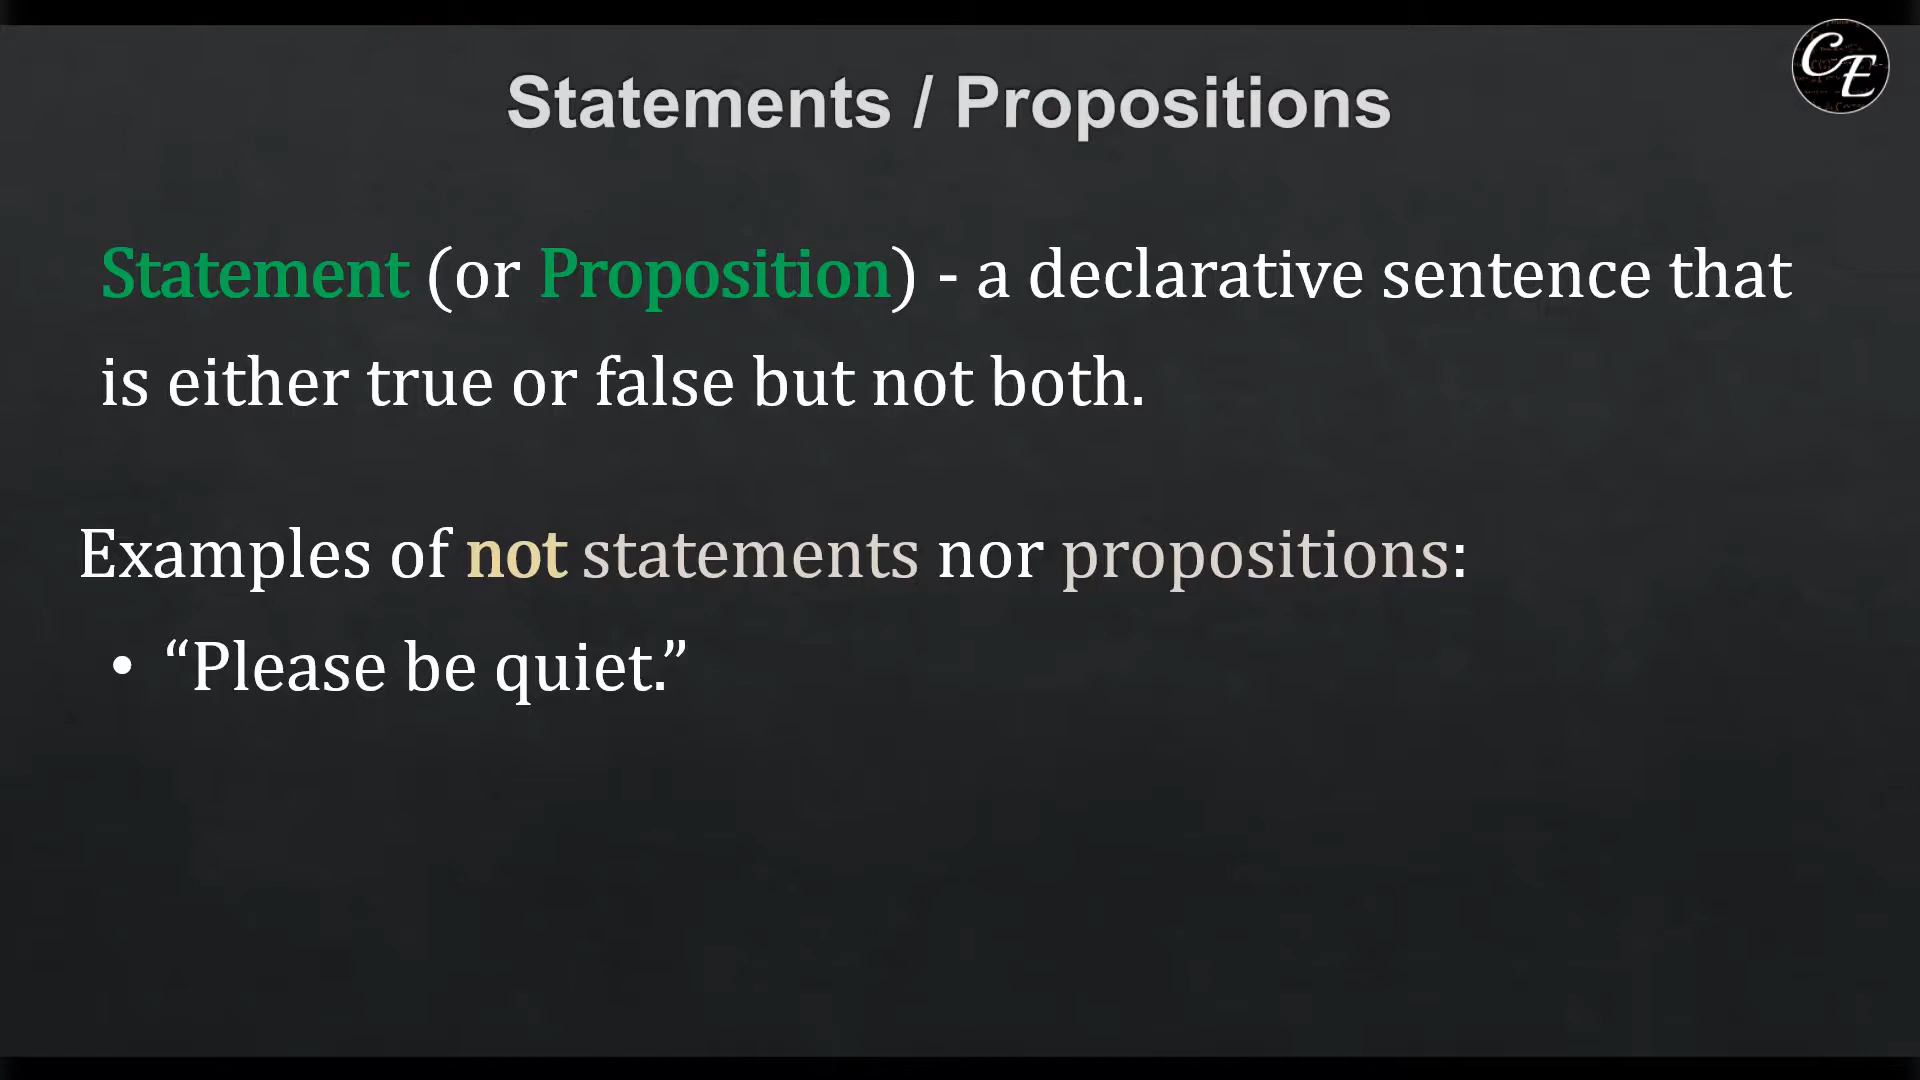 CE
Statements / Propositions
Statement (or Proposition) - a declarative sentence that
is either true or false but not both.
Examples of not statements nor propositions:
• “Please be quiet.”